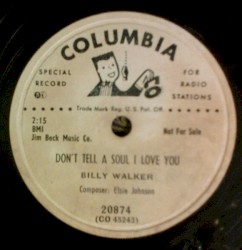 COLUMBIA
SPECIAL RECORD
FOR RADIO STATIONS
Trade Mark Reg. U.S. Pat. Off.
2:15
BMI
Jim Beck Music Co.
Not For Sale
DON'T TELL A SOUL I LOVE YOU
BILLY WALKER
Composer: Elsie Johnson
20874
(CO 45243)